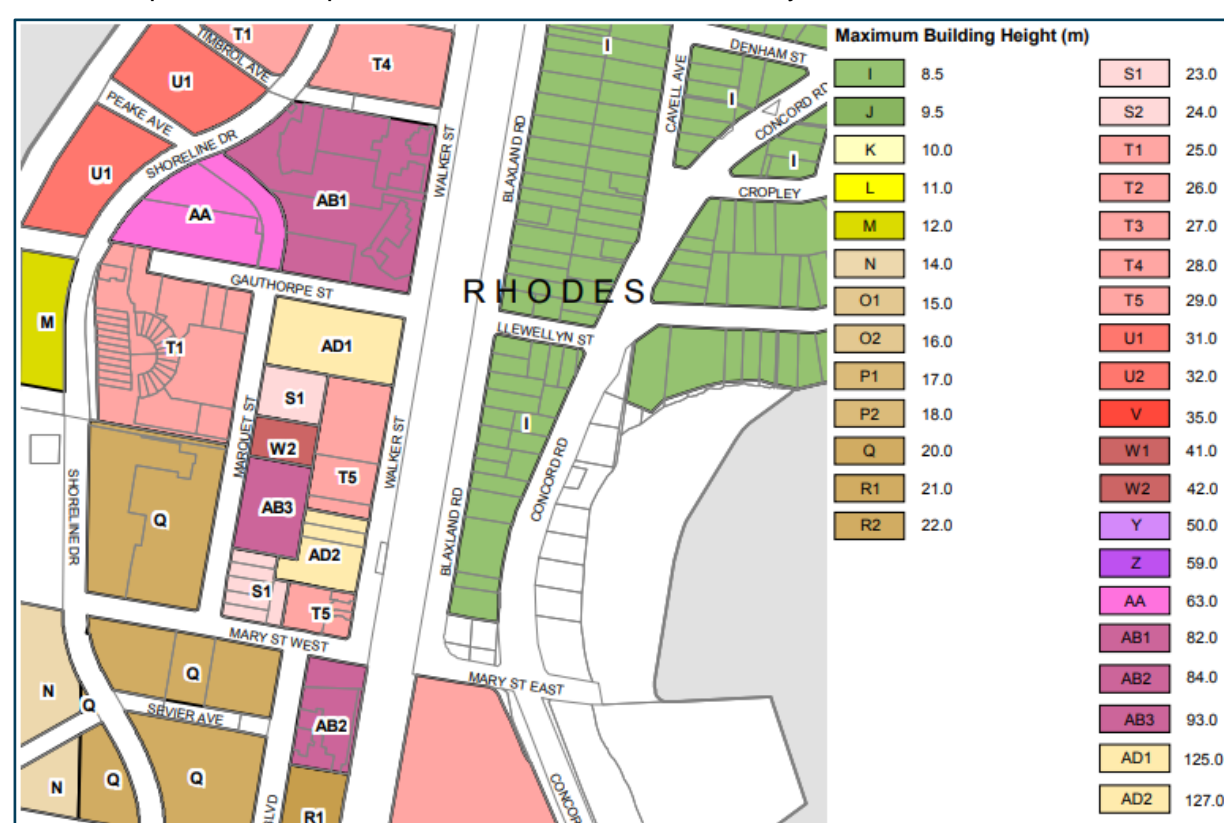 Maximum Building Height (m)
I 8.5
J 9.5
K 10.0
L 11.0
M 12.0
N 14.0
O1 15.0
O2 16.0
P1 17.0
P2 18.0
Q 20.0
R1 21.0
R2 22.0
S1 23.0
S2 24.0
T1 25.0
T2 26.0
T3 27.0
T4 28.0
T5 29.0
U1 31.0
U2 32.0
V 35.0
W1 41.0
W2 42.0
Y 50.0
Z 59.0
AA 63.0
AB1 82.0
AB2 84.0
AB3 93.0
AD1 125.0
AD2 127.0
T1
TIMBROL AVE
T4
U1
PEAKE AVE
SHORELINE DR
U1
AA
AB1
WALKER ST
BLAXLAND RD
I
CAVELL AVE
DENHAM ST
I
CONCORD RD
I
CROPLEY
RHODES
GAUTHORPE ST
M
T1
AD1
LLEWELLYN ST
S1
MARQUET ST
W2
T5
WALKER ST
I
AB3
Q
SHORELINE DR
AD2
BLAXLAND RD
CONCORD RD
S1
T5
MARY ST WEST
MARY ST EAST
N
Q
Q
SEVIER AVE
AB2
N
Q
Q
BLVD
R1
CONCOR